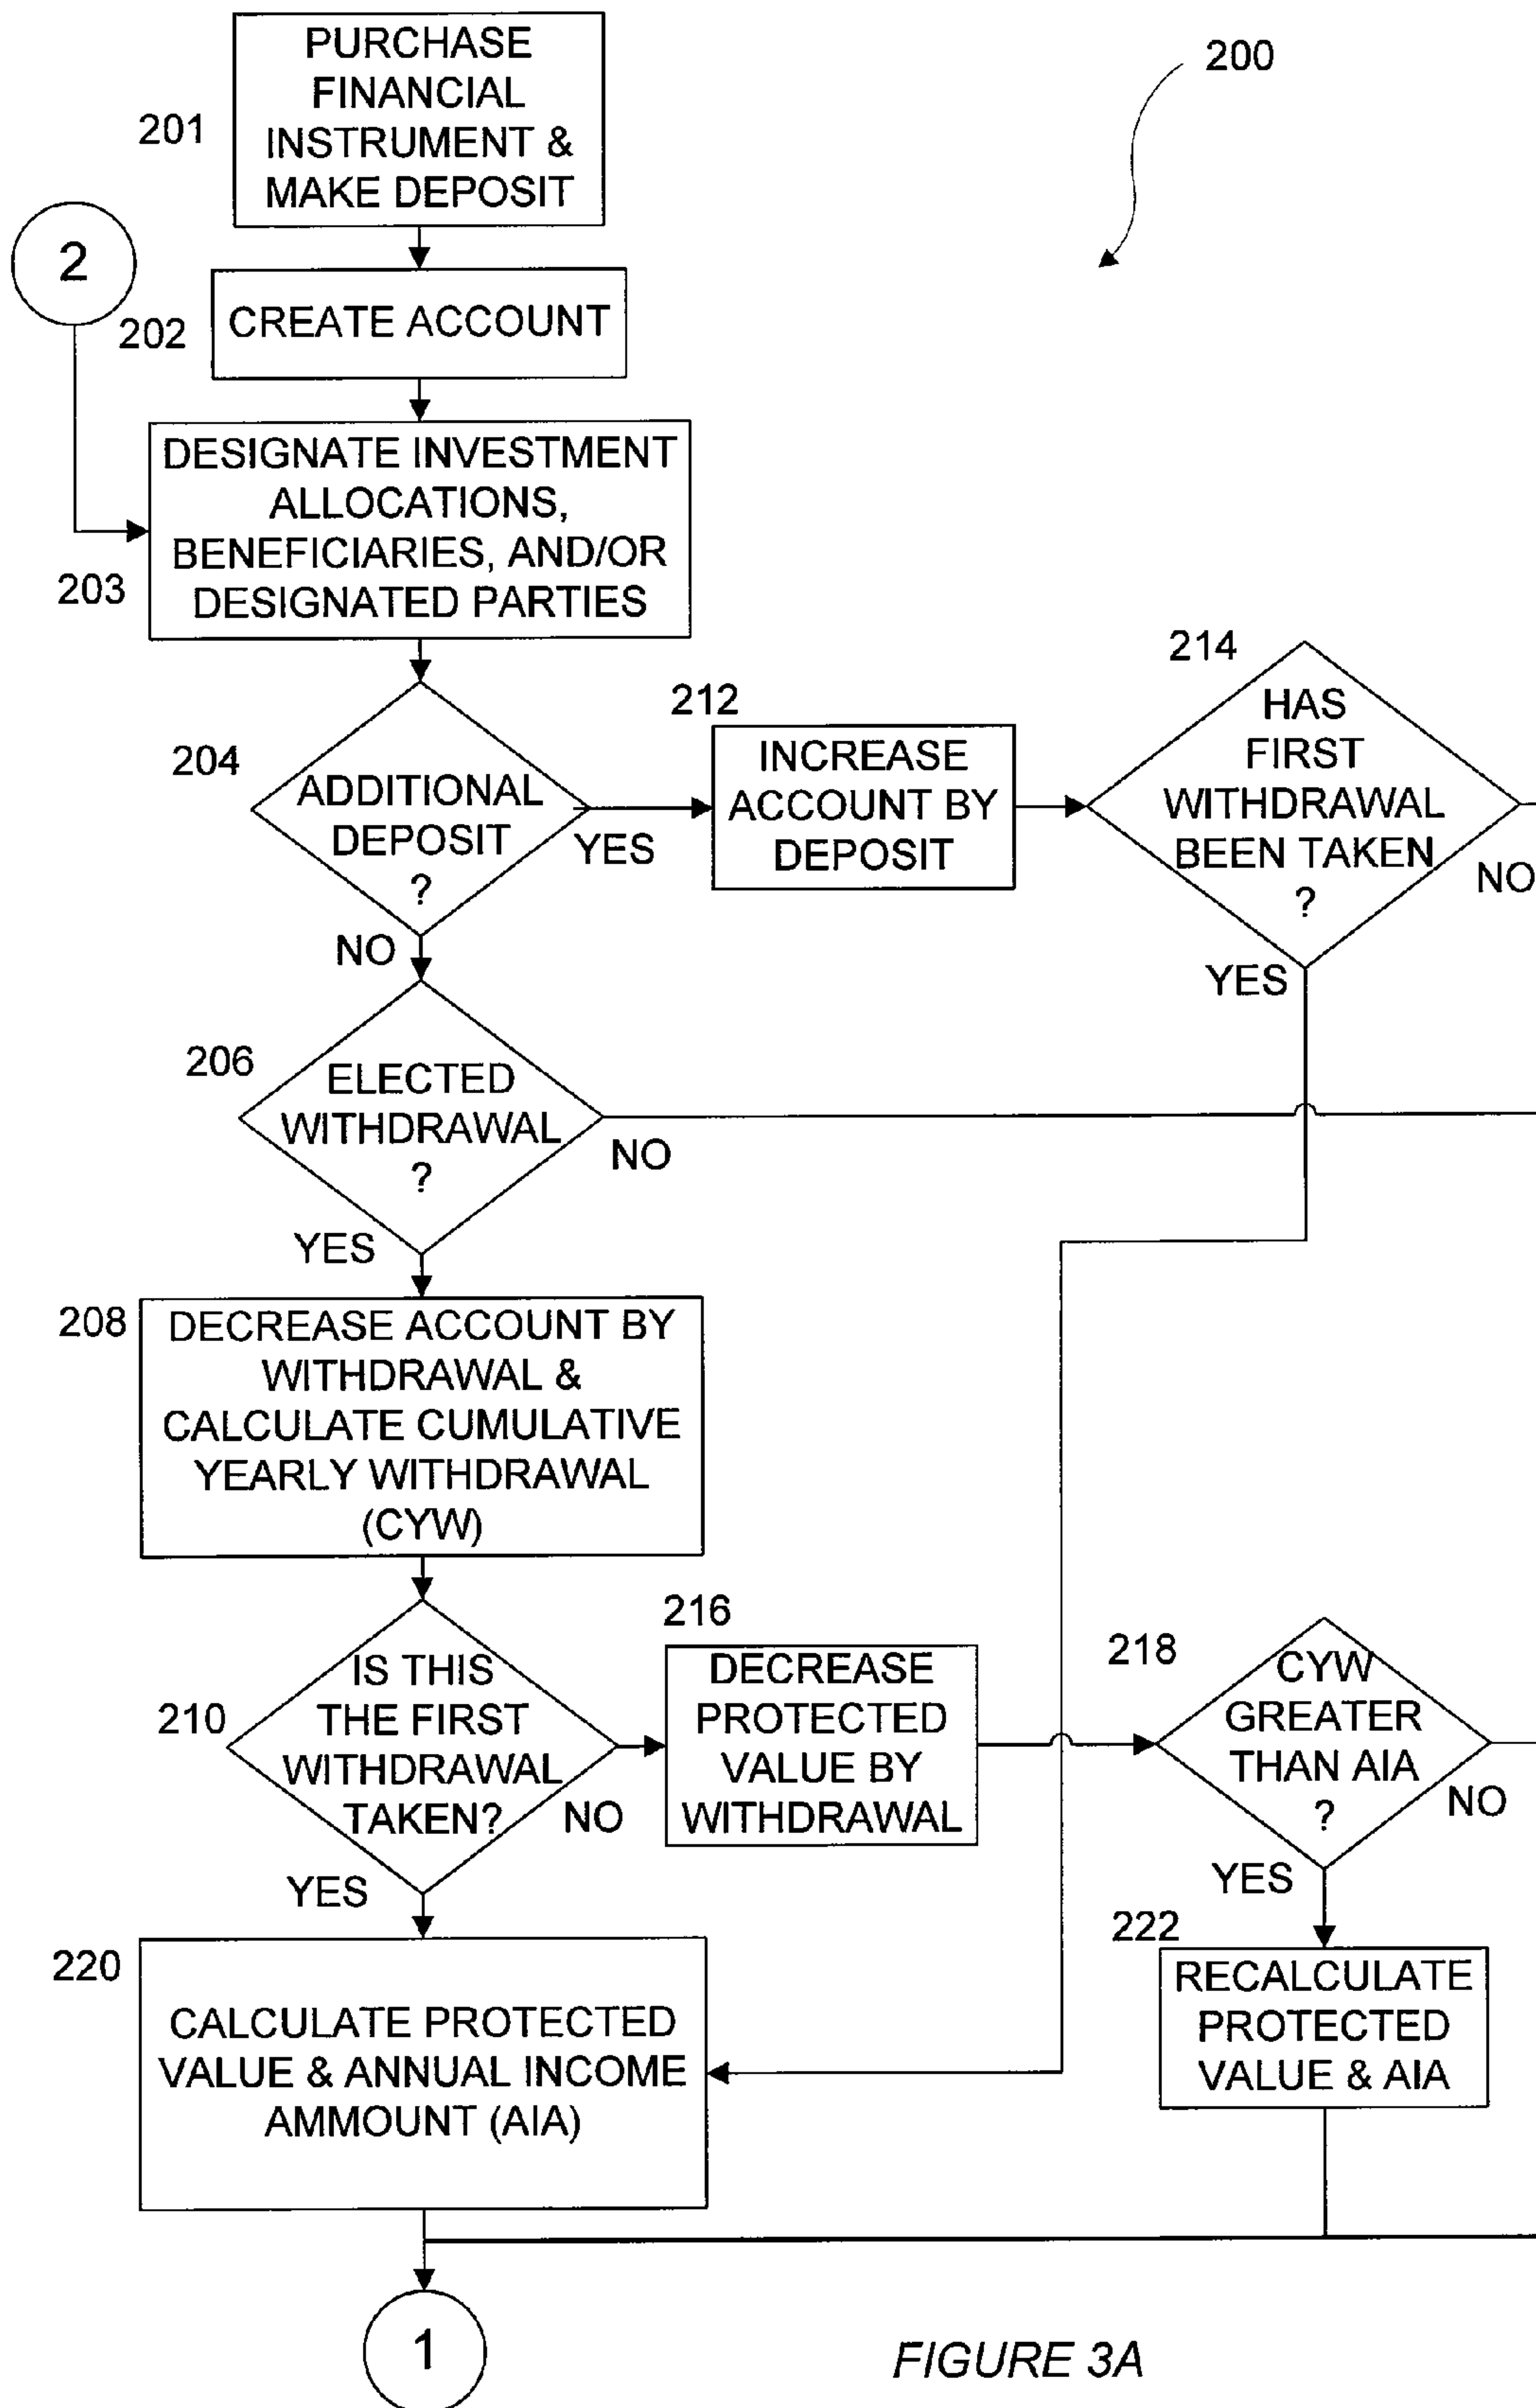 200
201
PURCHASE
FINANCIAL
INSTRUMENT &
MAKE DEPOSIT
2
202
CREATE ACCOUNT
203
DESIGNATE INVESTMENT
ALLOCATIONS,
BENEFICIARIES, AND/OR
DESIGNATED PARTIES
204
ADDITIONAL
DEPOSIT
?
YES
NO
212
INCREASE
ACCOUNT BY
DEPOSIT
214
HAS
FIRST
WITHDRAWAL
BEEN TAKEN
?
NO
YES
206
ELECTED
WITHDRAWAL
?
NO
YES
208
DECREASE ACCOUNT BY
WITHDRAWAL &
CALCULATE CUMULATIVE
YEARLY WITHDRAWAL
(CYW)
210
IS THIS
THE FIRST
WITHDRAWAL
TAKEN?
NO
YES
216
DECREASE
PROTECTED
VALUE BY
WITHDRAWAL
218
CYW
GREATER
THAN AIA
?
NO
YES
220
CALCULATE PROTECTED
VALUE & ANNUAL INCOME
AMMOUNT (AIA)
222
RECALCULATE
PROTECTED
VALUE & AIA
1
FIGURE 3A